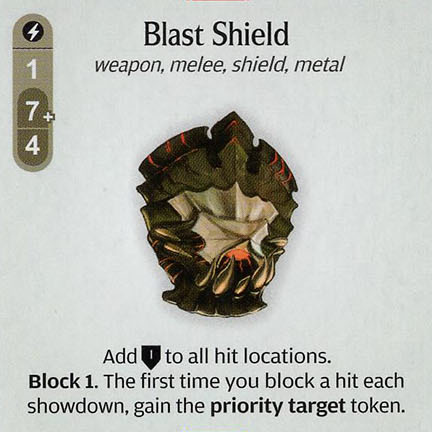 Blast Shield
weapon, melee, shield, metal
1
7+
4
Add 1 to all hit locations.
Block 1. The first time you block a hit each
showdown, gain the priority target token.